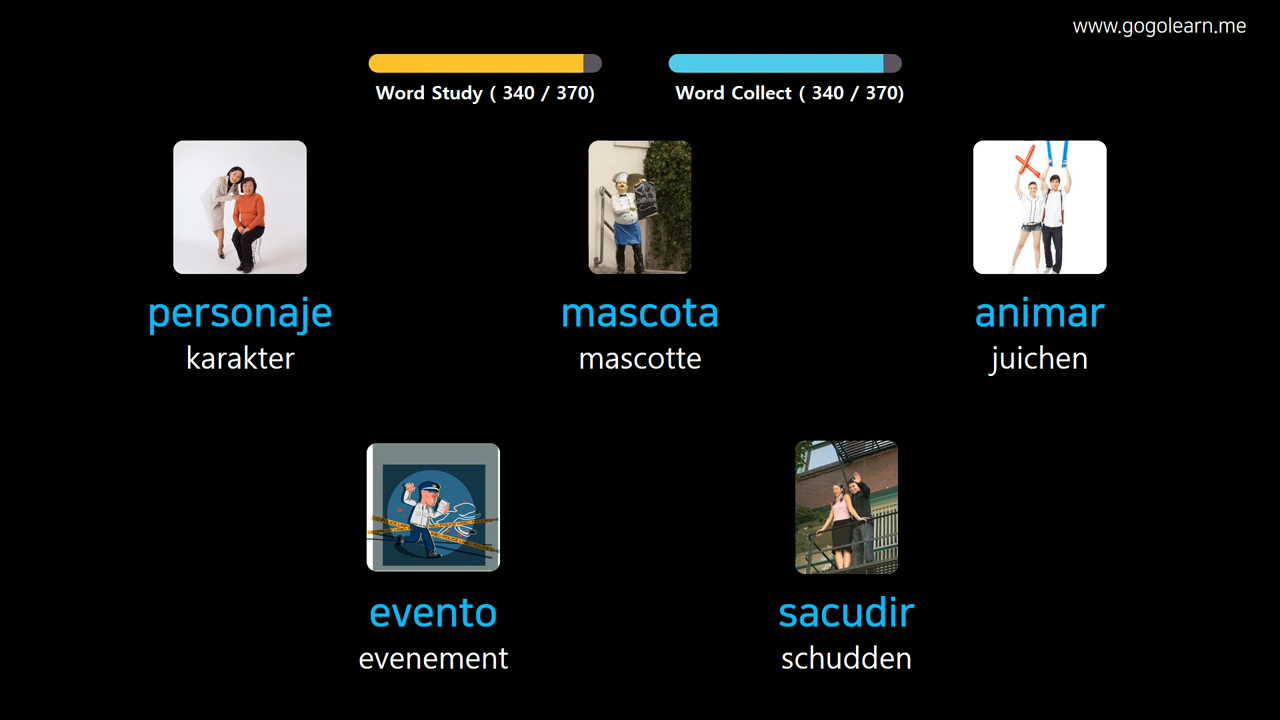 www.gogolearn.me
Word Study ( 340 / 370)
Word Collect ( 340 / 370)
personaje
karakter
mascota
mascotte
animar
juichen
evento
evenement
sacudir
schudden